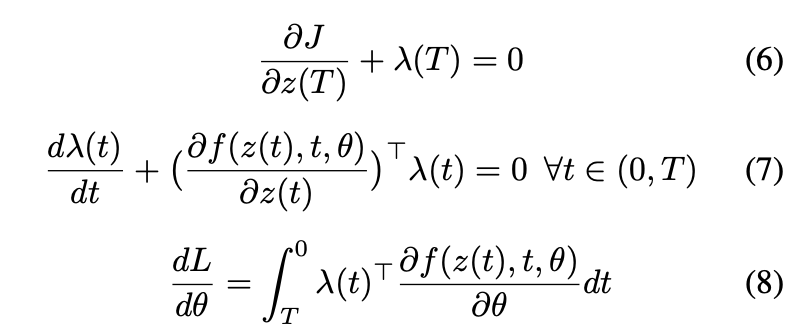 ∂J/∂z(T) + λ(T) = 0 (6)
dλ(t)/dt + (∂f(z(t), t, θ)/∂z(t))^⊤ λ(t) = 0 ∀t ∈ (0, T) (7)
dL/dθ = ∫_T^0 λ(t)^⊤ ∂f(z(t), t, θ)/∂θ dt (8)